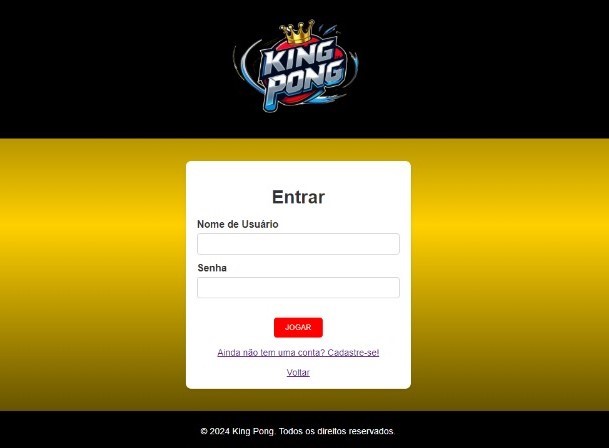 KING
PONG
Entrar
Nome de Usuário
Senha
JOGAR
Ainda não tem uma conta? Cadastre-se!
Voltar
© 2024 King Pong. Todos os direitos reservados.